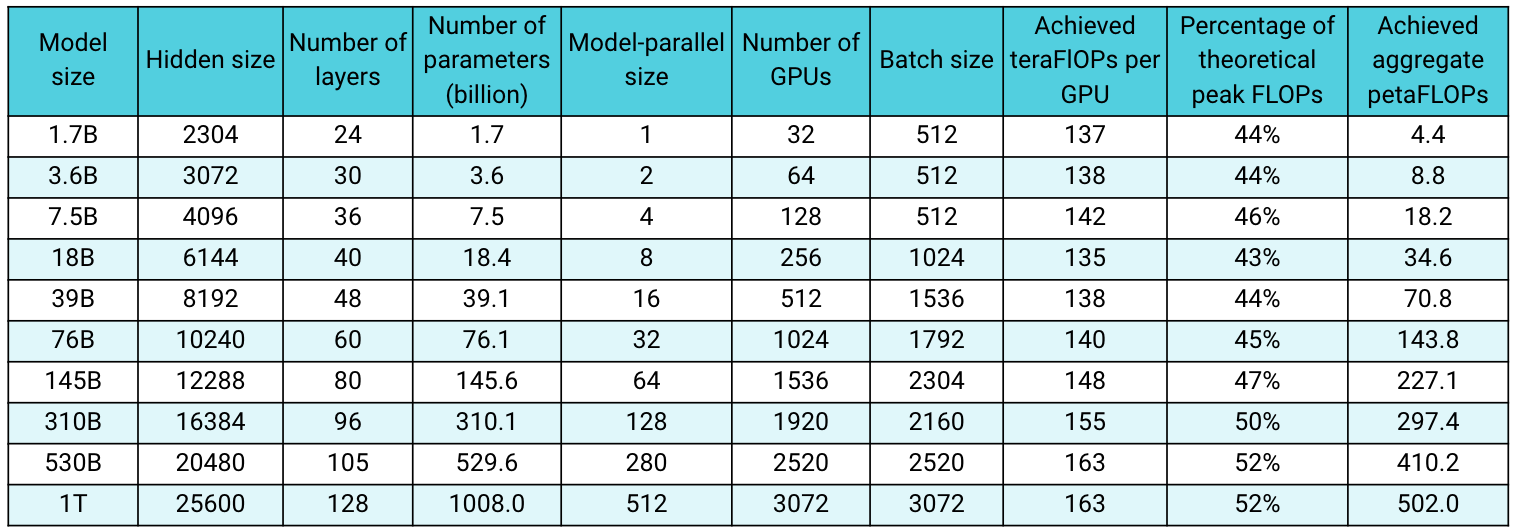 Model size | Hidden size | Number of layers | Number of parameters (billion) | Model-parallel size | Number of GPUs | Batch size | Achieved teraFlOPs per GPU | Percentage of theoretical peak FLOPs | Achieved aggregate petaFLOPs
1.7B | 2304 | 24 | 1.7 | 1 | 32 | 512 | 137 | 44% | 4.4
3.6B | 3072 | 30 | 3.6 | 2 | 64 | 512 | 138 | 44% | 8.8
7.5B | 4096 | 36 | 7.5 | 4 | 128 | 512 | 142 | 46% | 18.2
18B | 6144 | 40 | 18.4 | 8 | 256 | 1024 | 135 | 43% | 34.6
39B | 8192 | 48 | 39.1 | 16 | 512 | 1536 | 138 | 44% | 70.8
76B | 10240 | 60 | 76.1 | 32 | 1024 | 1792 | 140 | 45% | 143.8
145B | 12288 | 80 | 145.6 | 64 | 1536 | 2304 | 148 | 47% | 227.1
310B | 16384 | 96 | 310.1 | 128 | 1920 | 2160 | 155 | 50% | 297.4
530B | 20480 | 105 | 529.6 | 280 | 2520 | 2520 | 163 | 52% | 410.2
1T | 25600 | 128 | 1008.0 | 512 | 3072 | 3072 | 163 | 52% | 502.0